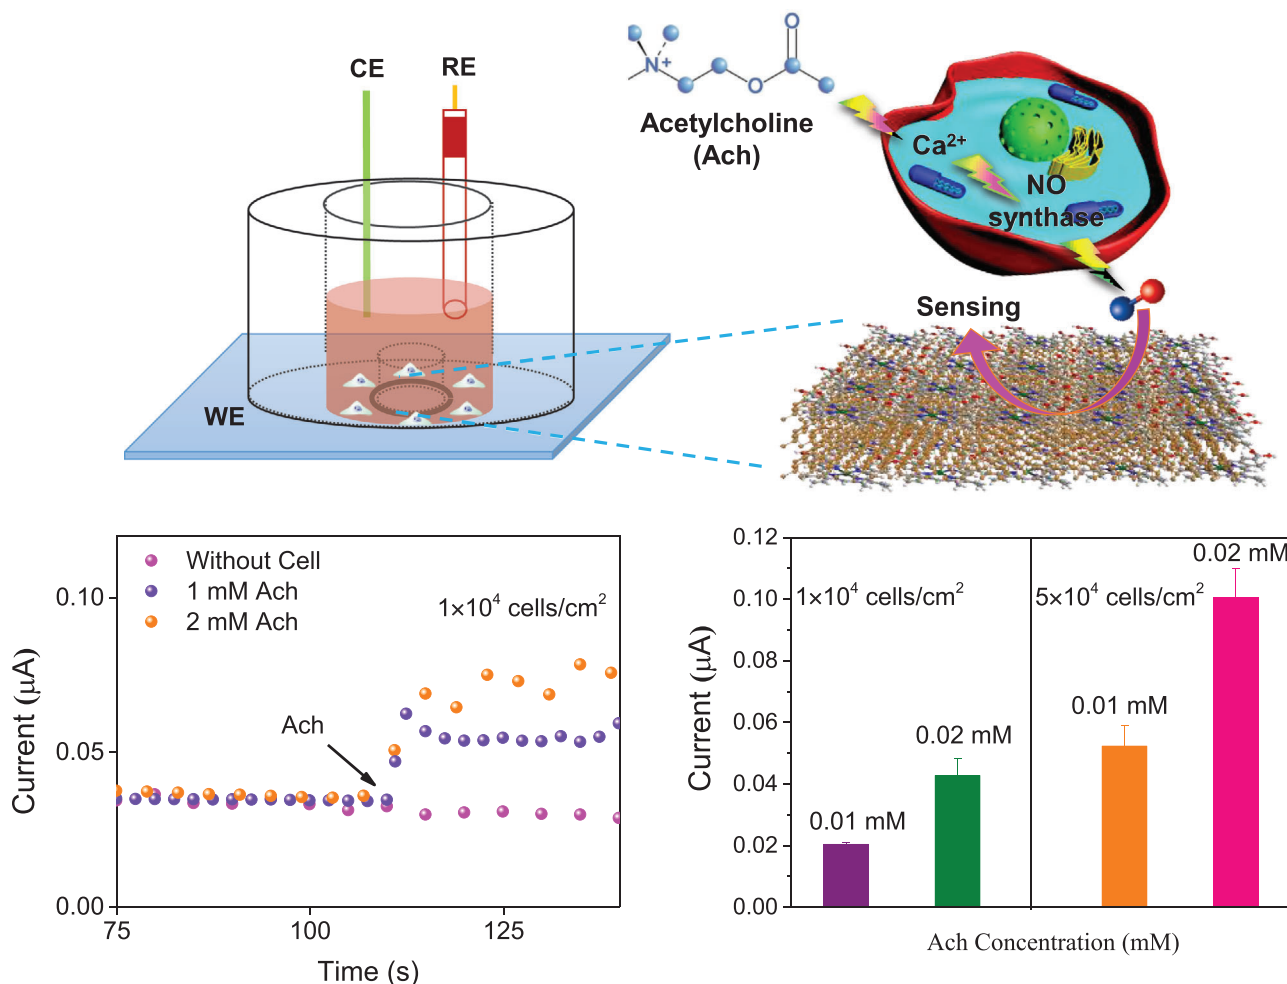 CE
RE
WE
O
N+
O
Acetylcholine
(Ach)
Ca²⁺
NO
synthase
Sensing
Without Cell
1 mM Ach
2 mM Ach
1×10⁴ cells/cm²
Ach
Current (μA)
0.10
0.05
0.00
75
100
125
Time (s)
0.12
0.10
0.08
0.06
0.04
0.02
0.00
Current (μA)
1×10⁴ cells/cm²
5×10⁴ cells/cm²
0.01 mM
0.02 mM
0.01 mM
0.02 mM
Ach Concentration (mM)